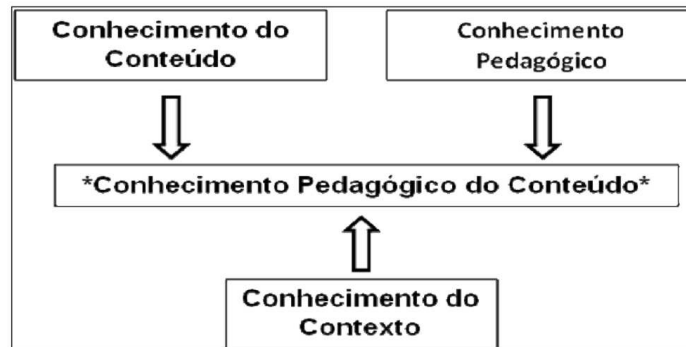 Conhecimento do
Conteúdo
Conhecimento
Pedagógico
*Conhecimento Pedagógico do Conteúdo*
Conhecimento do
Contexto